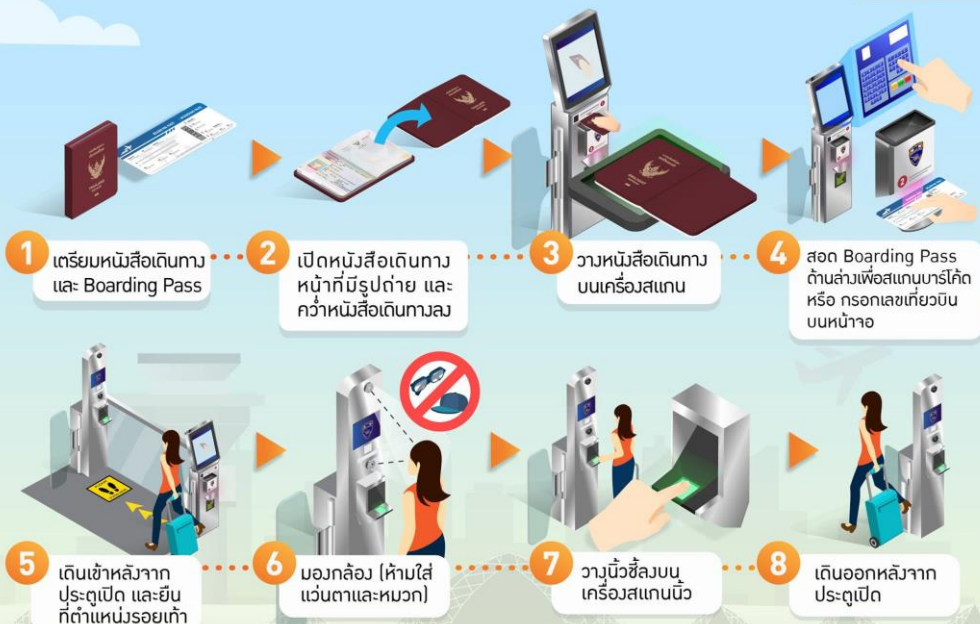 1
เตรียมหนังสือเดินทาง
และ Boarding Pass
2
เปิดหนังสือเดินทาง
หน้าที่มีรูปถ่าย และ
คว่ำหนังสือเดินทางลง
3
วางหนังสือเดินทาง
บนเครื่องสแกน
4
สอด Boarding Pass
ด้านล่างเพื่อสแกนบาร์โค้ด
หรือ กรอกเลขเที่ยวบิน
บนหน้าจอ
5
เดินเข้าหลังจาก
ประตูเปิด และยืน
ที่ตำแหน่งรอยเท้า
6
มองกล้อง (ห้ามใส่
แว่นตาและหมวก)
7
วางนิ้วชี้ลงบน
เครื่องสแกนนิ้ว
8
เดินออกหลังจาก
ประตูเปิด